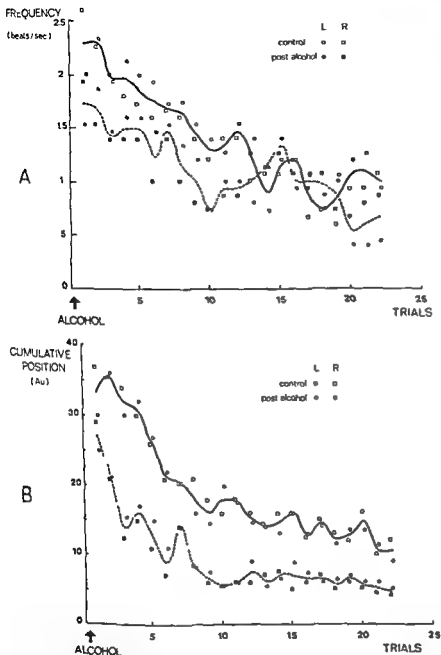 FREQUENCY
(beats/sec)
L R
control
post alcohol
2.5
2
1.5
1
.5
0
A
5 10 15 20 25
ALCOHOL
TRIALS
CUMULATIVE
POSITION
(Au)
40
L R
control
post alcohol
30
20
10
0
B
5 10 15 20 25
ALCOHOL
TRIALS